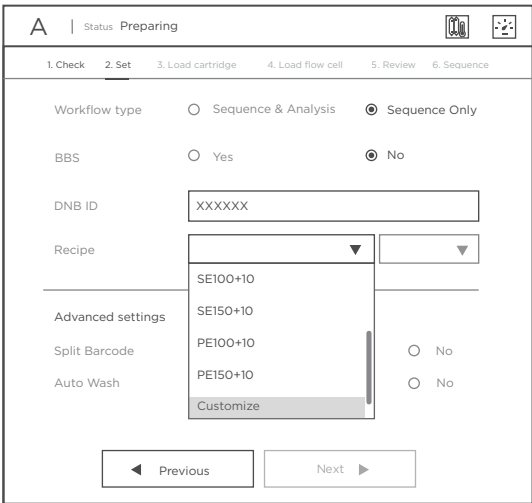 A | Status Preparing
1. Check 2. Set 3. Load cartridge 4. Load flow cell 5. Review 6. Sequence
Workflow type Sequence & Analysis Sequence Only
BBS Yes No
DNB ID XXXXXX
Recipe
SE100+10
SE150+10
Advanced settings
PE100+10
Split Barcode No
PE150+10
Auto Wash No
Customize
Previous Next